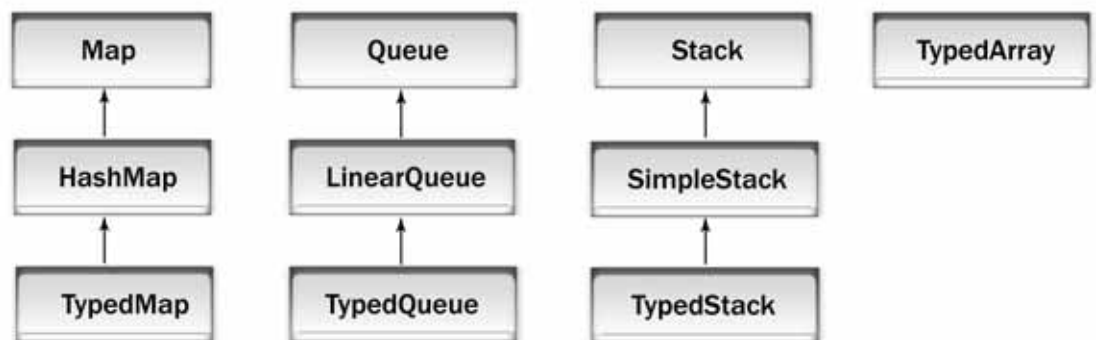 Map
Queue
Stack
TypedArray
HashMap
LinearQueue
SimpleStack
TypedMap
TypedQueue
TypedStack